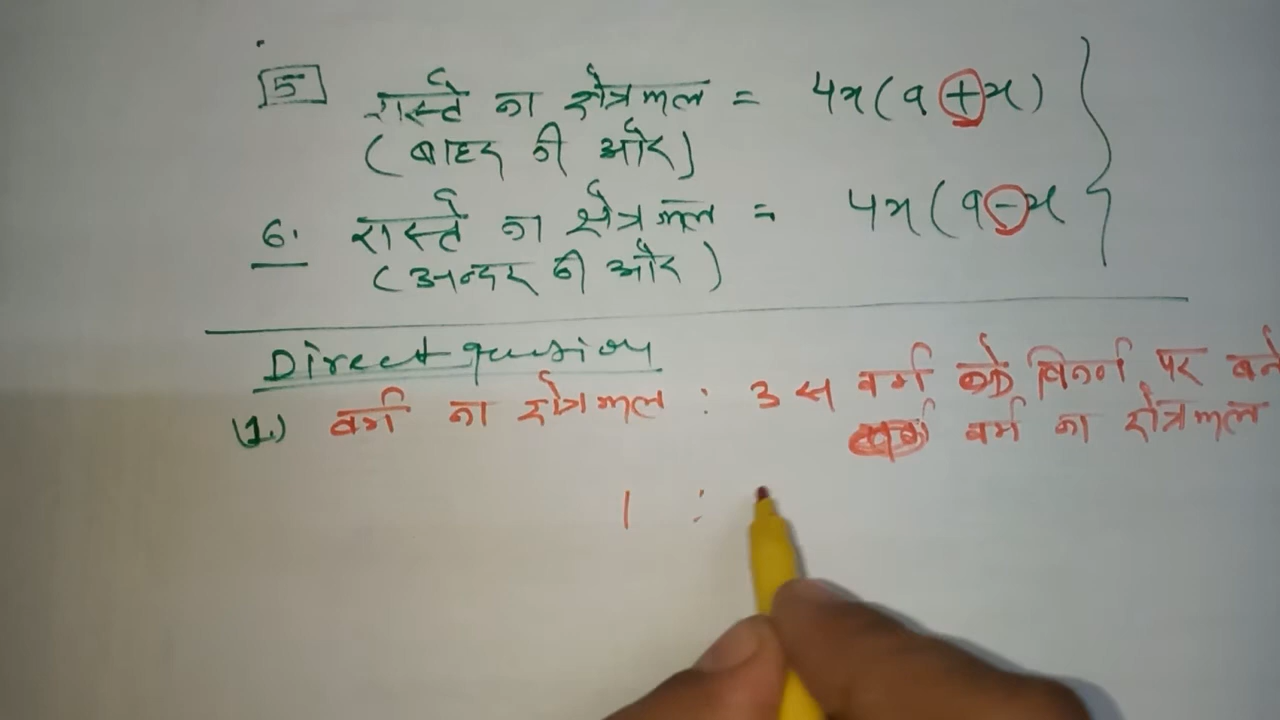 5 रास्ते का क्षेत्रफल = 4x(a+x)
(बाहर की ओर)
6. रास्ते का क्षेत्रफल = 4x(a-x
(अन्दर की ओर)
Direct question
(1.) वर्ग का क्षेत्रफल : उस वर्ग के विकर्ण पर बने
वर्ग का क्षेत्रफल
1 :